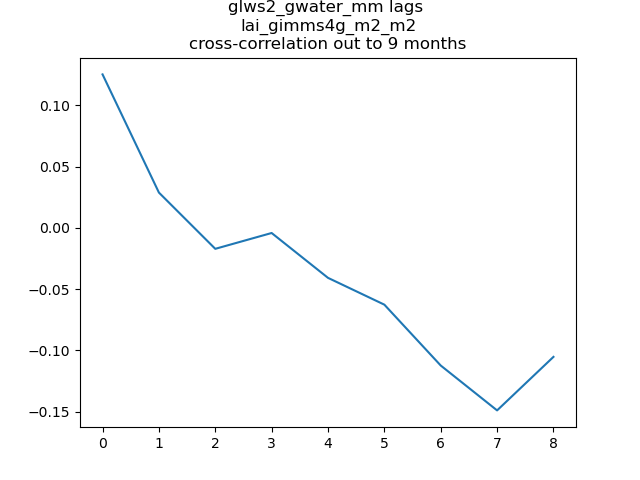 glws2_gwater_mm lags
lai_gimms4g_m2_m2
cross-correlation out to 9 months
0.10
0.05
0.00
−0.05
−0.10
−0.15
0 1 2 3 4 5 6 7 8